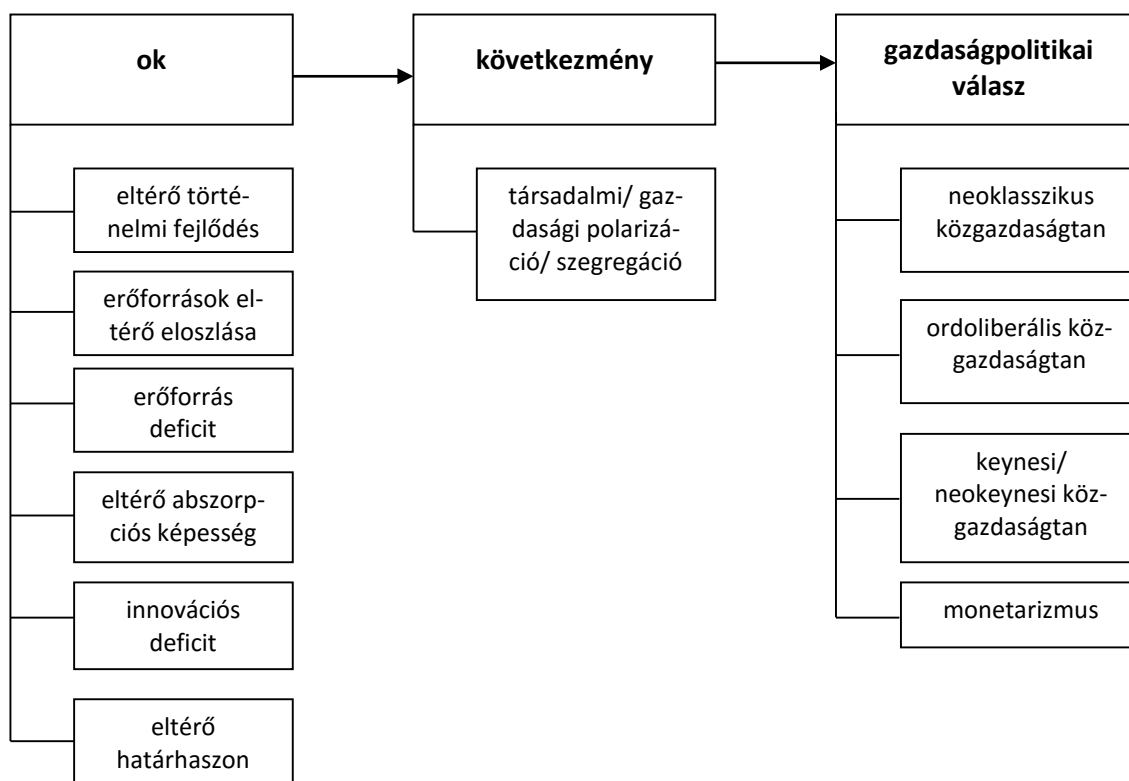 ok
következmény
gazdaságpolitikai
válasz
eltérő törté-
nelmi fejlődés
erőforrások el-
térő eloszlása
erőforrás
deficit
eltérő abszorp-
ciós képesség
innovációs
deficit
eltérő
határhaszon
társadalmi/ gaz-
dasági polarizá-
ció/ szegregáció
neoklasszikus
közgazdaságtan
ordoliberális köz-
gazdaságtan
keynesi/
neokeynesi köz-
gazdaságtan
monetarizmus